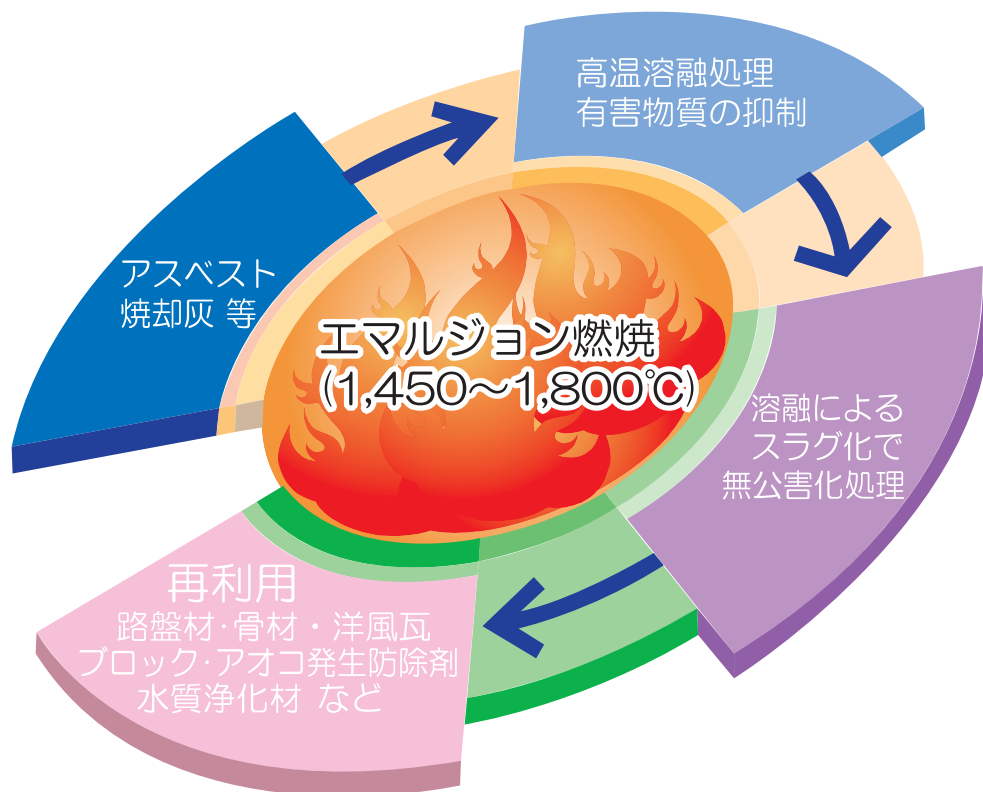 アスベスト
焼却灰 等
高温溶融処理
有害物質の抑制
エマルジョン燃焼
(1,450～1,800℃)
溶融による
スラグ化で
無公害化処理
再利用
路盤材・骨材・洋風瓦
ブロック・アオコ発生防除剤
水質浄化材 など